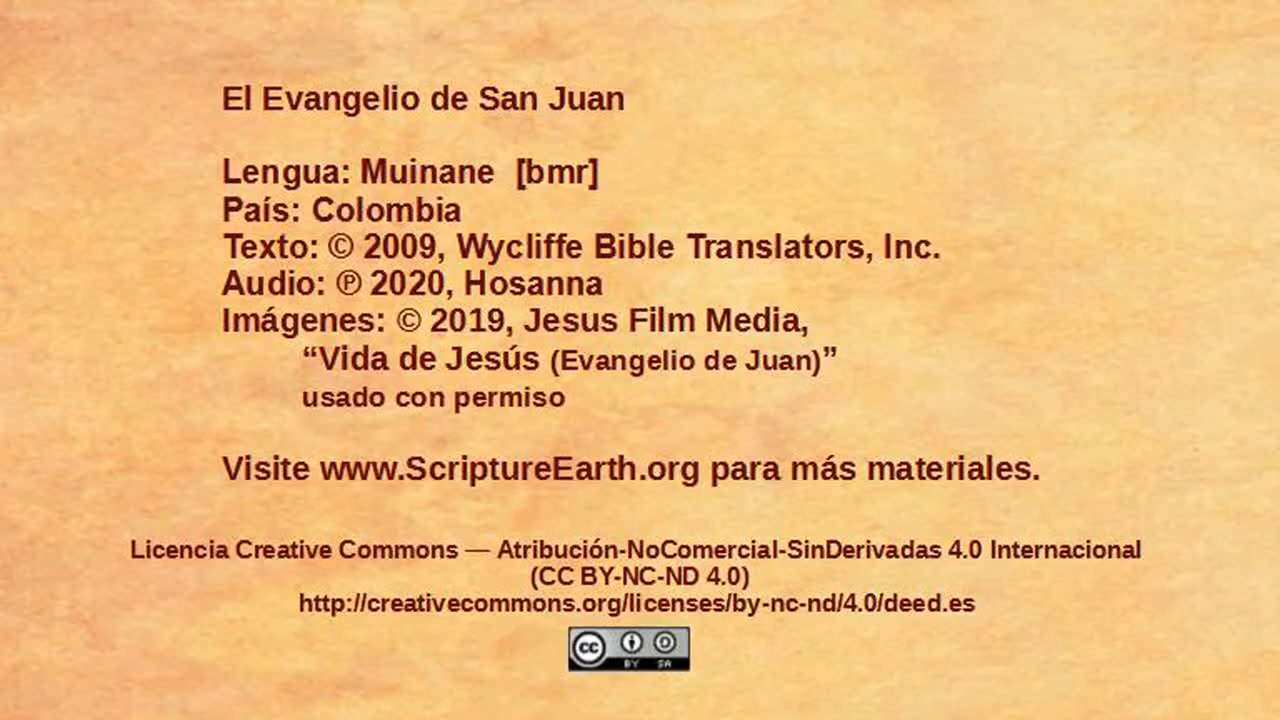 El Evangelio de San Juan
Lengua: Muinane [bmr]
País: Colombia
Texto: © 2009, Wycliffe Bible Translators, Inc.
Audio: ℗ 2020, Hosanna
Imágenes: © 2019, Jesus Film Media,
“Vida de Jesús (Evangelio de Juan)”
usado con permiso
Visite www.ScriptureEarth.org para más materiales.
Licencia Creative Commons — Atribución-NoComercial-SinDerivadas 4.0 Internacional
(CC BY-NC-ND 4.0)
http://creativecommons.org/licenses/by-nc-nd/4.0/deed.es
cc
BY SA